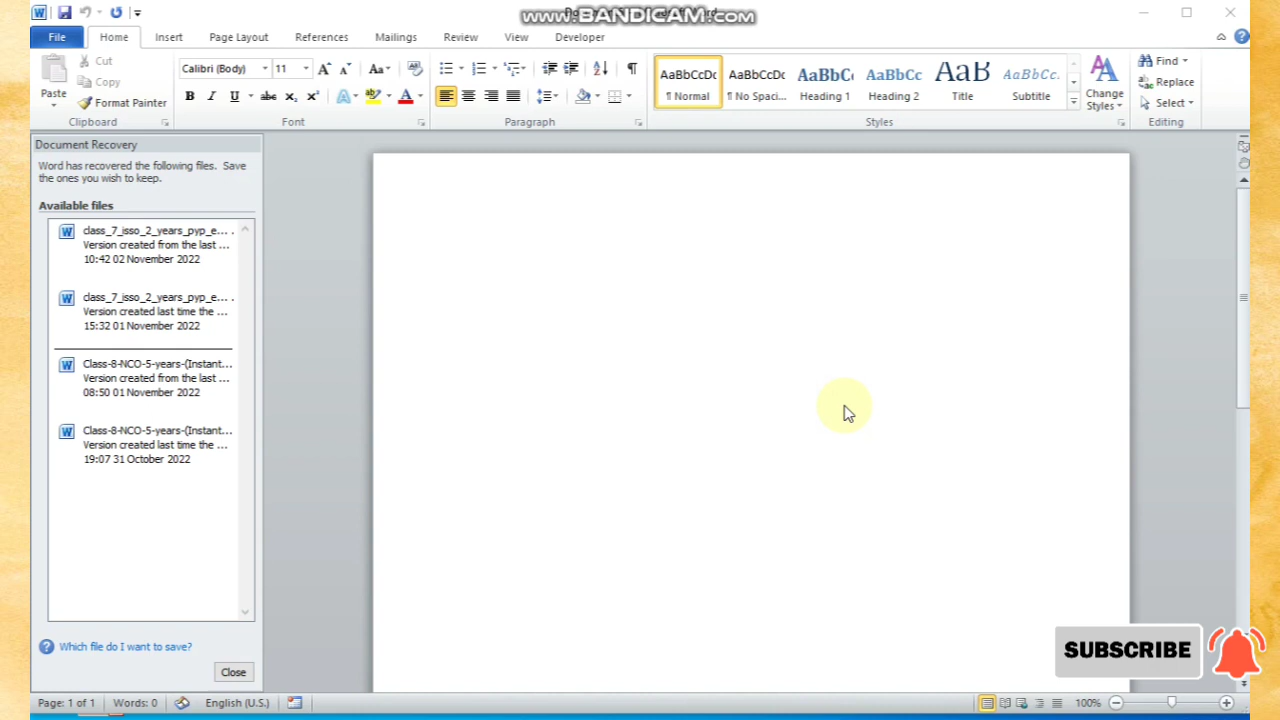 www.BANDICAM.com
File Home Insert Page Layout References Mailings Review View Developer
Paste
Cut
Copy
Format Painter
Clipboard
Calibri (Body) 11
Aa
B I U abc x₂ x² A ab A
Font
Paragraph
AaBbCcDc AaBbCcDc AaBbC( AaBbCc AaB AaBbCc.
¶ Normal ¶ No Spaci... Heading 1 Heading 2 Title Subtitle
Change
Styles
Styles
Find
Replace
Select
Editing
Document Recovery
Word has recovered the following files. Save
the ones you wish to keep.
Available files
class_7_isso_2_years_pyp_e... .
Version created from the last ...
10:42 02 November 2022
class_7_isso_2_years_pyp_e... .
Version created last time the ...
15:32 01 November 2022
Class-8-NCO-5-years-(Instant...
Version created from the last ...
08:50 01 November 2022
Class-8-NCO-5-years-(Instant...
Version created last time the ...
19:07 31 October 2022
Which file do I want to save?
Close
SUBSCRIBE
Page: 1 of 1 Words: 0 English (U.S.) 100%